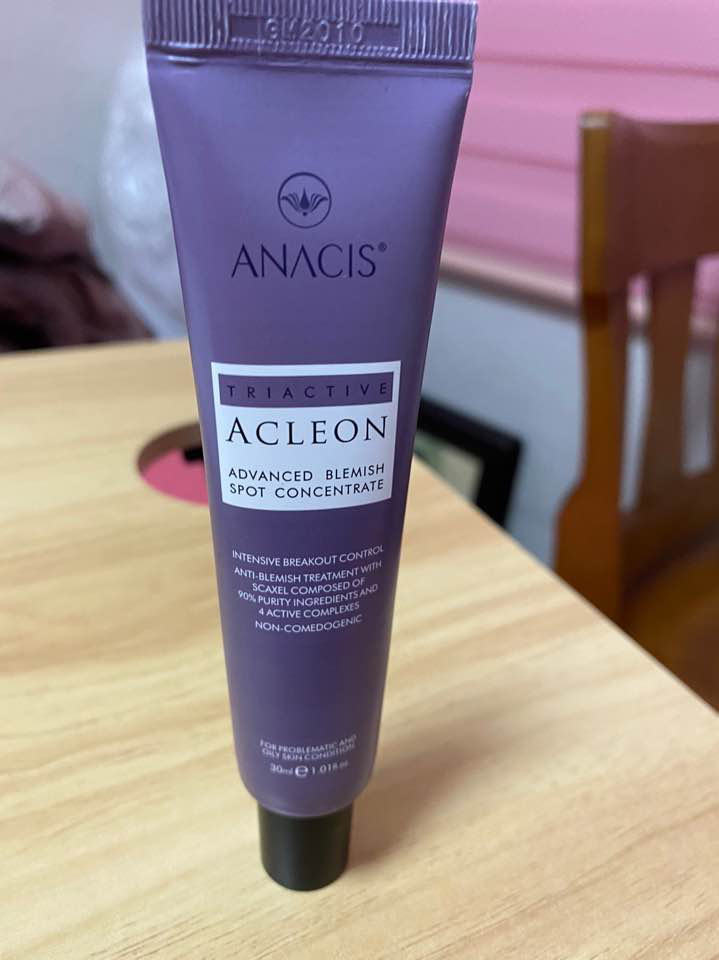 ANACIS®
TRIACTIVE
ACLEON
ADVANCED BLEMISH
SPOT CONCENTRATE
INTENSIVE BREAKOUT CONTROL
ANTI-BLEMISH TREATMENT WITH
SCAXEL COMPOSED OF
90% PURITY INGREDIENTS AND
4 ACTIVE COMPLEXES
NON-COMEDOGENIC
FOR PROBLEMATIC AND
OILY SKIN CONDITION
30ml ℮ 1.01fl.oz.